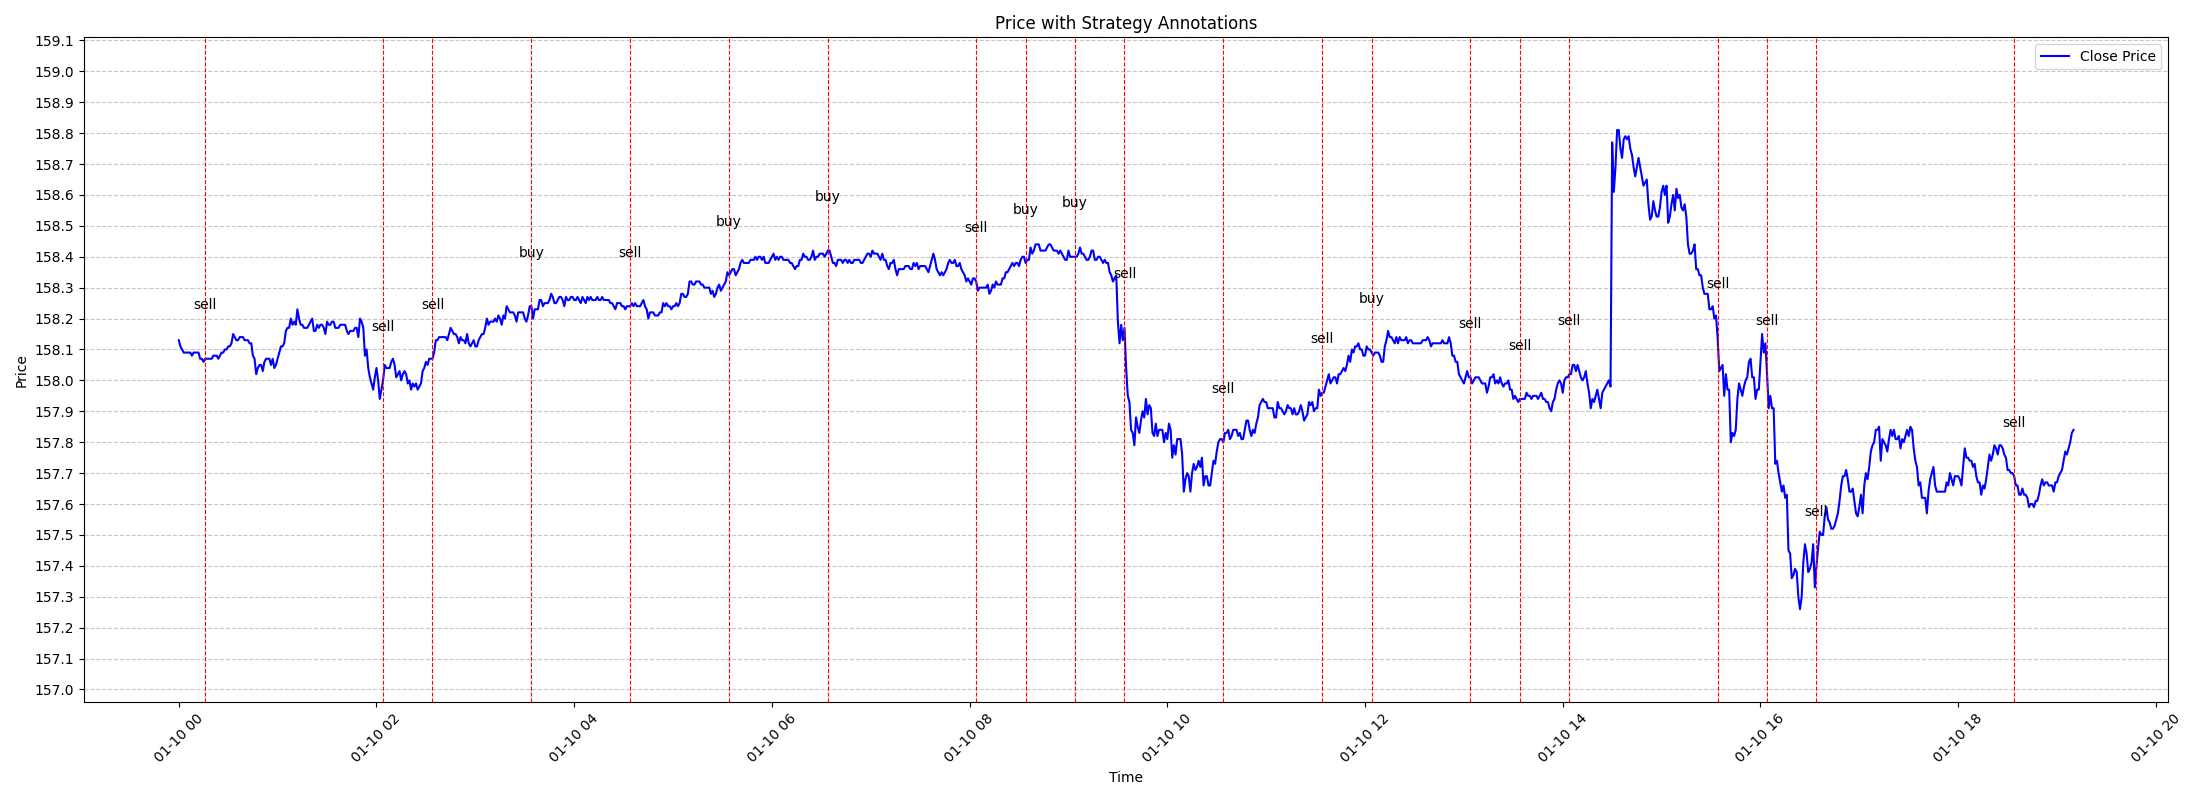 Price with Strategy Annotations
Close Price
Price
159.1
159.0
158.9
158.8
158.7
158.6
158.5
158.4
158.3
158.2
158.1
158.0
157.9
157.8
157.7
157.6
157.5
157.4
157.3
157.2
157.1
157.0
sell
sell
sell
buy
sell
buy
buy
sell
buy
buy
sell
sell
sell
buy
sell
sell
sell
sell
sell
sell
sell
01-10 00
01-10 02
01-10 04
01-10 06
01-10 08
01-10 10
01-10 12
01-10 14
01-10 16
01-10 18
01-10 20
Time